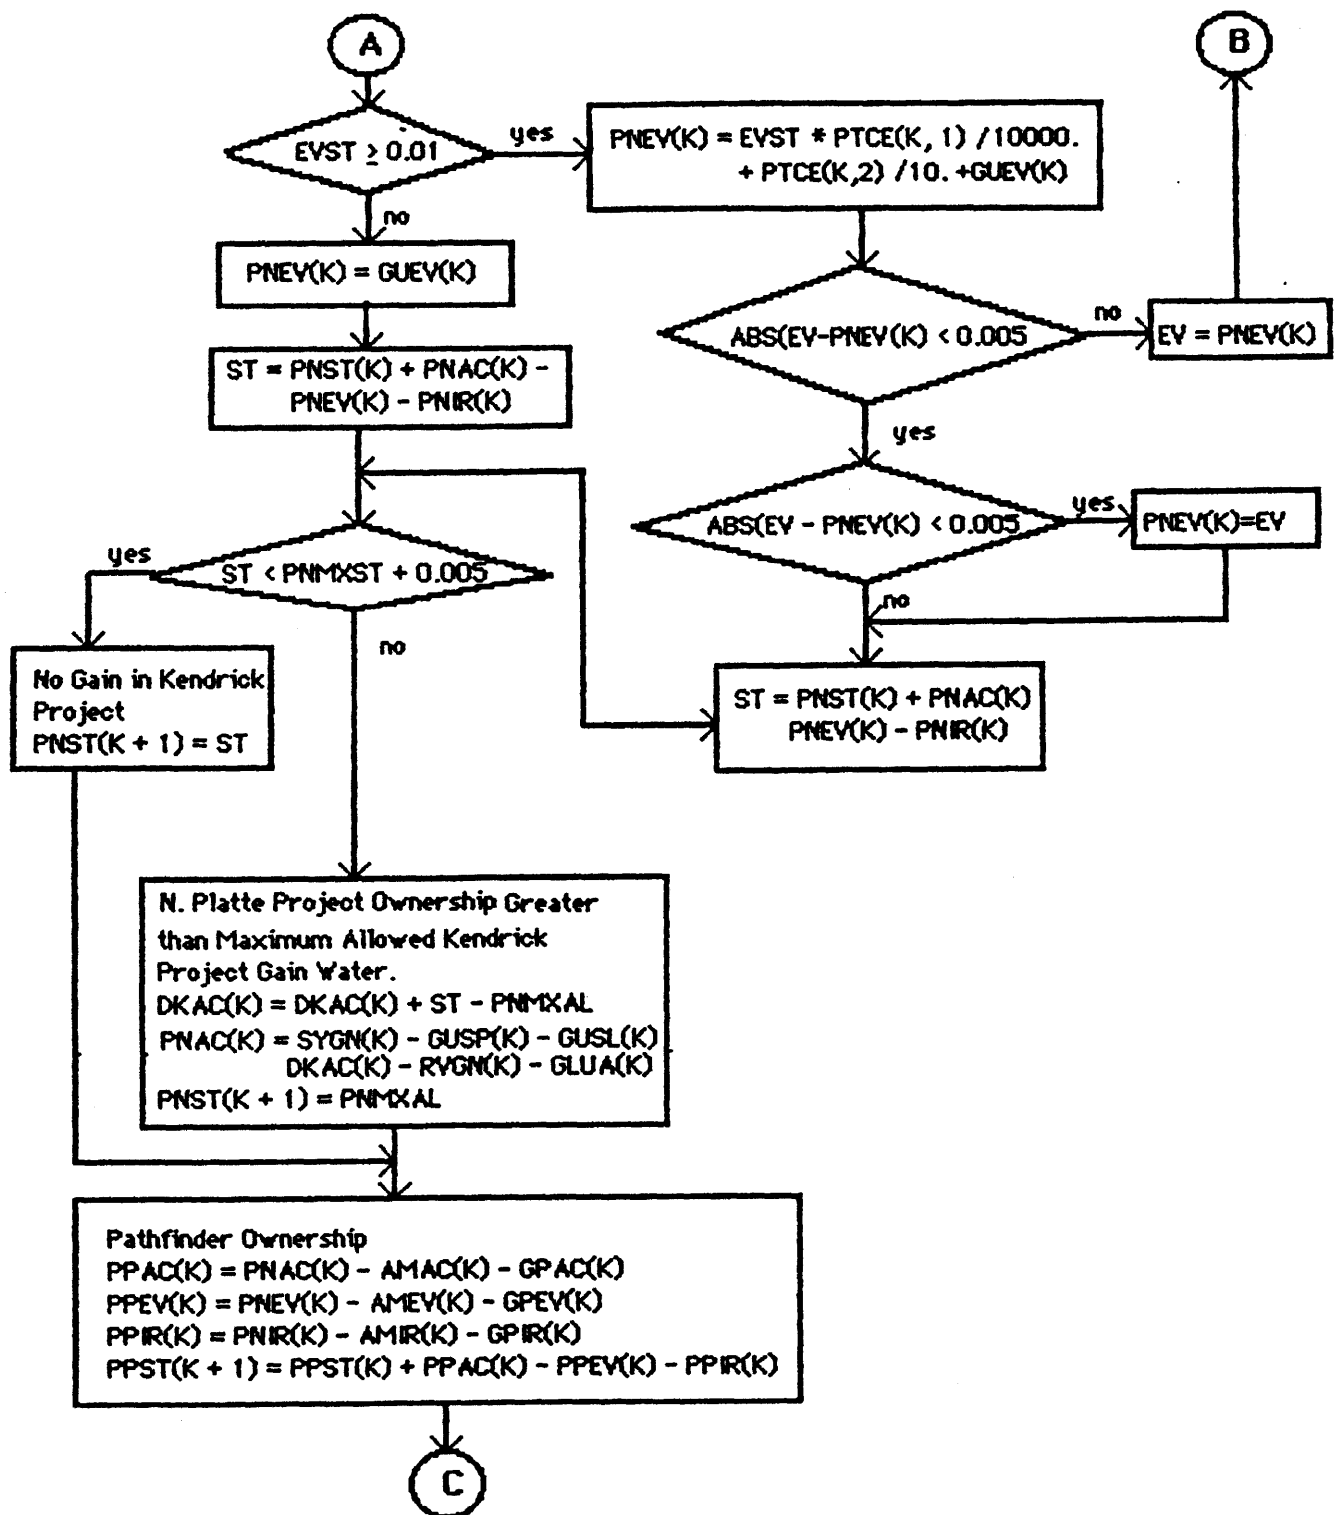 A
B
EVST ≥ 0.01
yes
PNEV(K) = EVST * PTCE(K, 1) /10000.
+ PTCE(K,2) /10. +GUEV(K)
no
PNEV(K) = GUEV(K)
ABS(EV-PNEV(K) < 0.005
no
EV = PNEV(K)
ST = PNST(K) + PNAC(K) -
PNEV(K) - PNIR(K)
yes
ABS(EV - PNEV(K) < 0.005
yes
PNEV(K)=EV
no
ST < PNMXST + 0.005
yes
no
ST = PNST(K) + PNAC(K)
PNEV(K) - PNIR(K)
No Gain in Kendrick
Project
PNST(K + 1) = ST
N. Platte Project Ownership Greater
than Maximum Allowed Kendrick
Project Gain Water.
DKAC(K) = DKAC(K) + ST - PNMXAL
PNAC(K) = SYGN(K) - GUSP(K) - GUSL(K)
DKAC(K) - RVGN(K) - GLUA(K)
PNST(K + 1) = PNMXAL
Pathfinder Ownership
PPAC(K) = PNAC(K) - AMAC(K) - GPAC(K)
PPEV(K) = PNEV(K) - AMEV(K) - GPEV(K)
PPIR(K) = PNIR(K) - AMIR(K) - GPIR(K)
PPST(K + 1) = PPST(K) + PPAC(K) - PPEV(K) - PPIR(K)
C